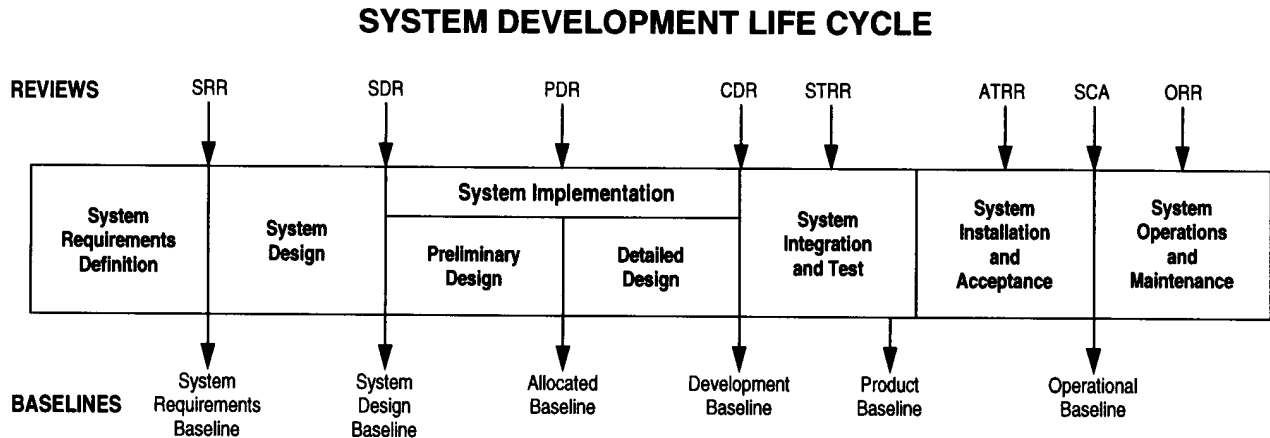 SYSTEM DEVELOPMENT LIFE CYCLE
REVIEWS SRR SDR PDR CDR STRR ATRR SCA ORR
System
Requirements
Definition
System
Design
System Implementation
Preliminary
Design
Detailed
Design
System
Integration
and Test
System
Installation
and
Acceptance
System
Operations
and
Maintenance
BASELINES
System
Requirements
Baseline
System
Design
Baseline
Allocated
Baseline
Development
Baseline
Product
Baseline
Operational
Baseline